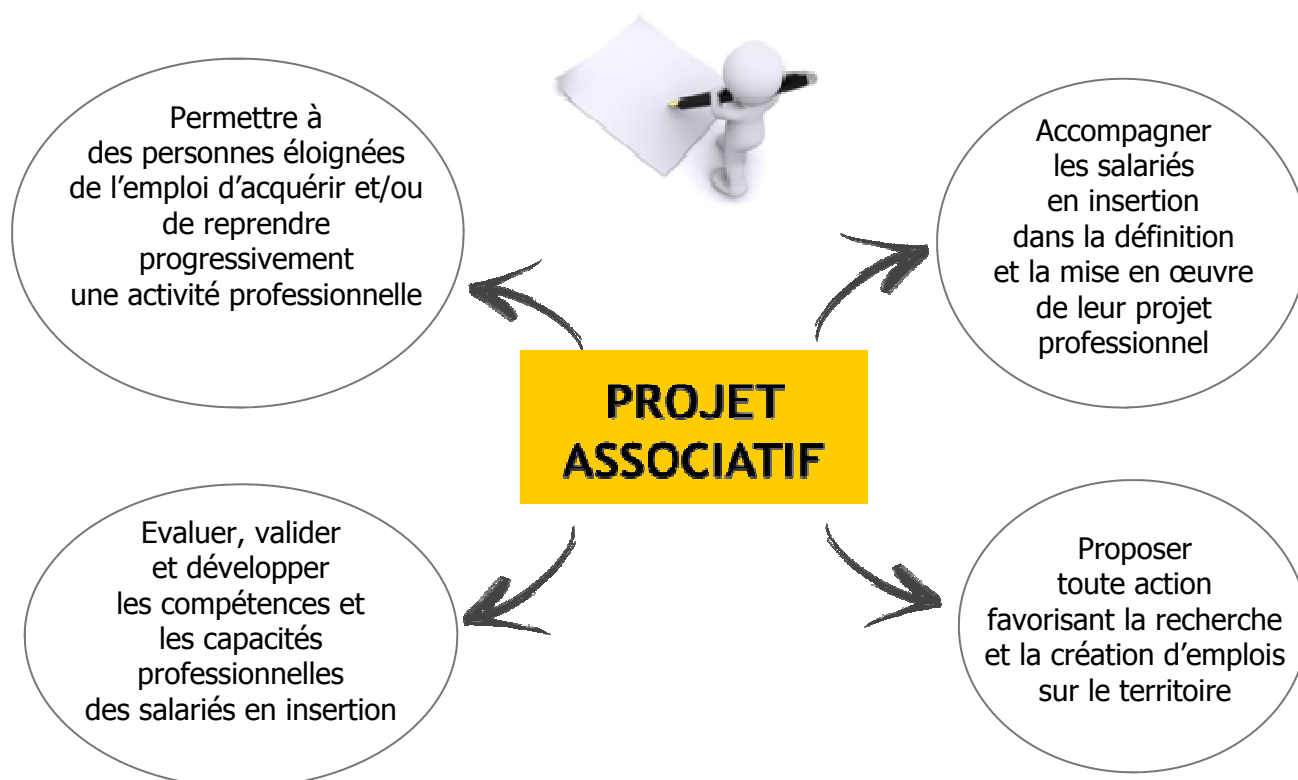 Permettre à
des personnes éloignées
de l’emploi d’acquérir et/ou
de reprendre
progressivement
une activité professionnelle
Accompagner
les salariés
en insertion
dans la définition
et la mise en œuvre
de leur projet
professionnel
PROJET
ASSOCIATIF
Evaluer, valider
et développer
les compétences et
les capacités
professionnelles
des salariés en insertion
Proposer
toute action
favorisant la recherche
et la création d’emplois
sur le territoire